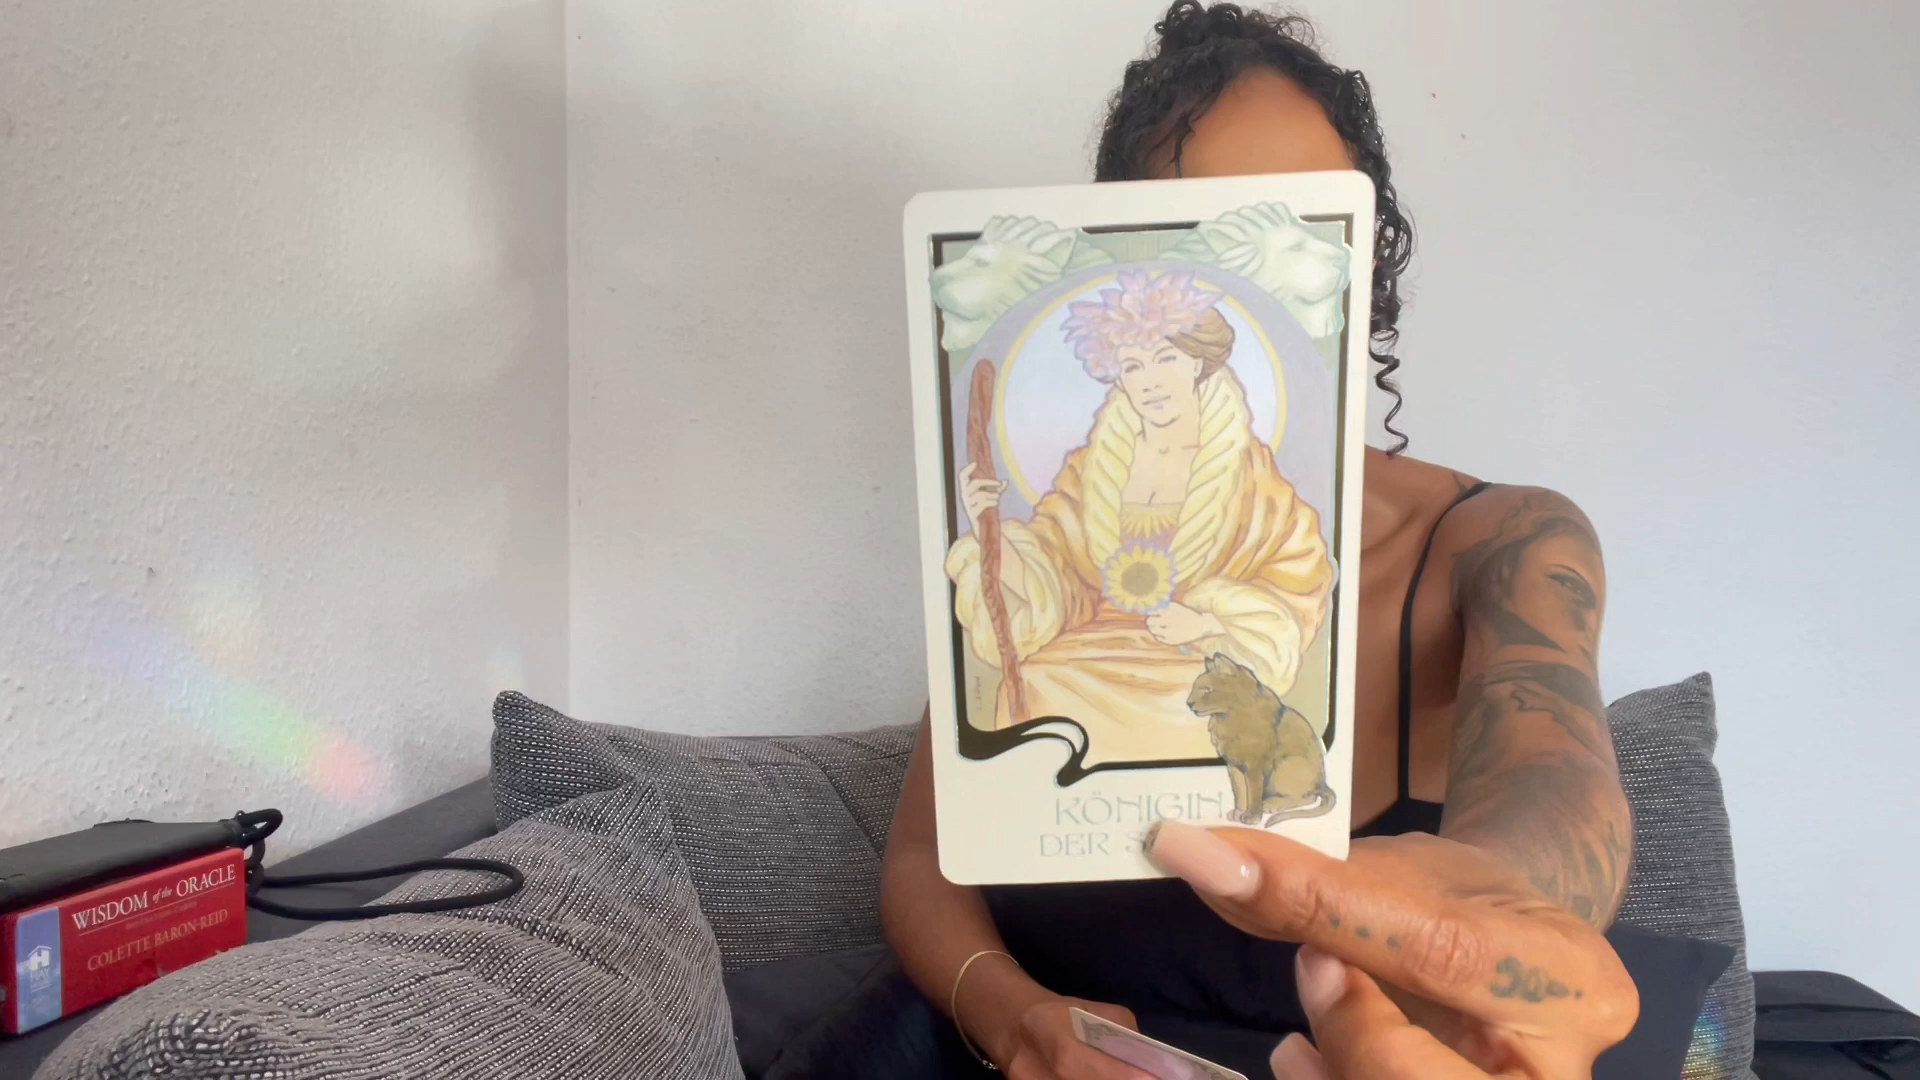 WISDOM of the ORACLE
COLETTE BARON-REID
KÖNIGIN
DER